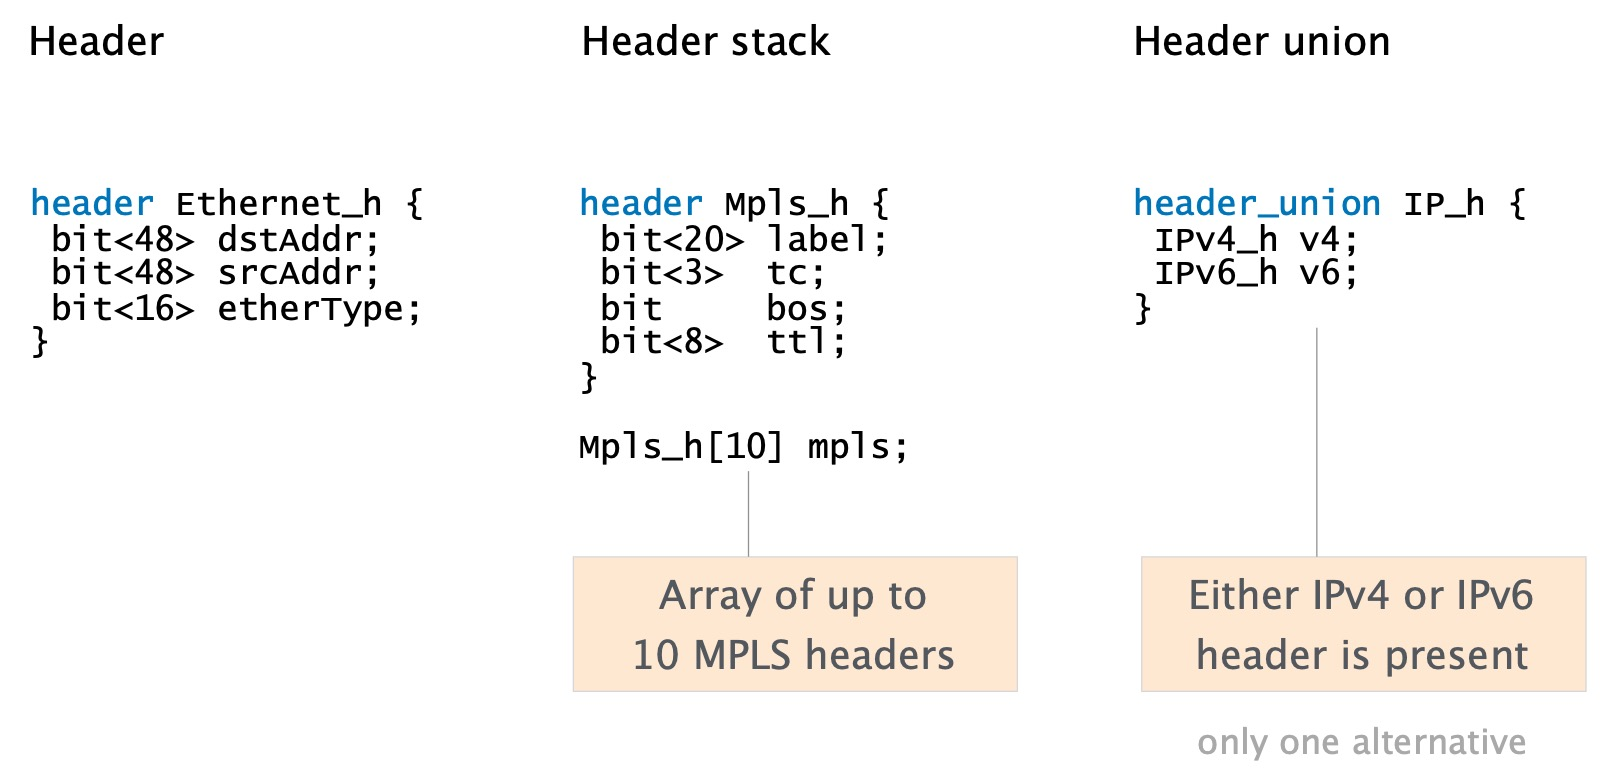 Header
header Ethernet_h {
 bit<48> dstAddr;
 bit<48> srcAddr;
 bit<16> etherType;
}
Header stack
header Mpls_h {
 bit<20> label;
 bit<3>  tc;
 bit     bos;
 bit<8>  ttl;
}
Mpls_h[10] mpls;
Array of up to
10 MPLS headers
Header union
header_union IP_h {
 IPv4_h v4;
 IPv6_h v6;
}
Either IPv4 or IPv6
header is present
only one alternative